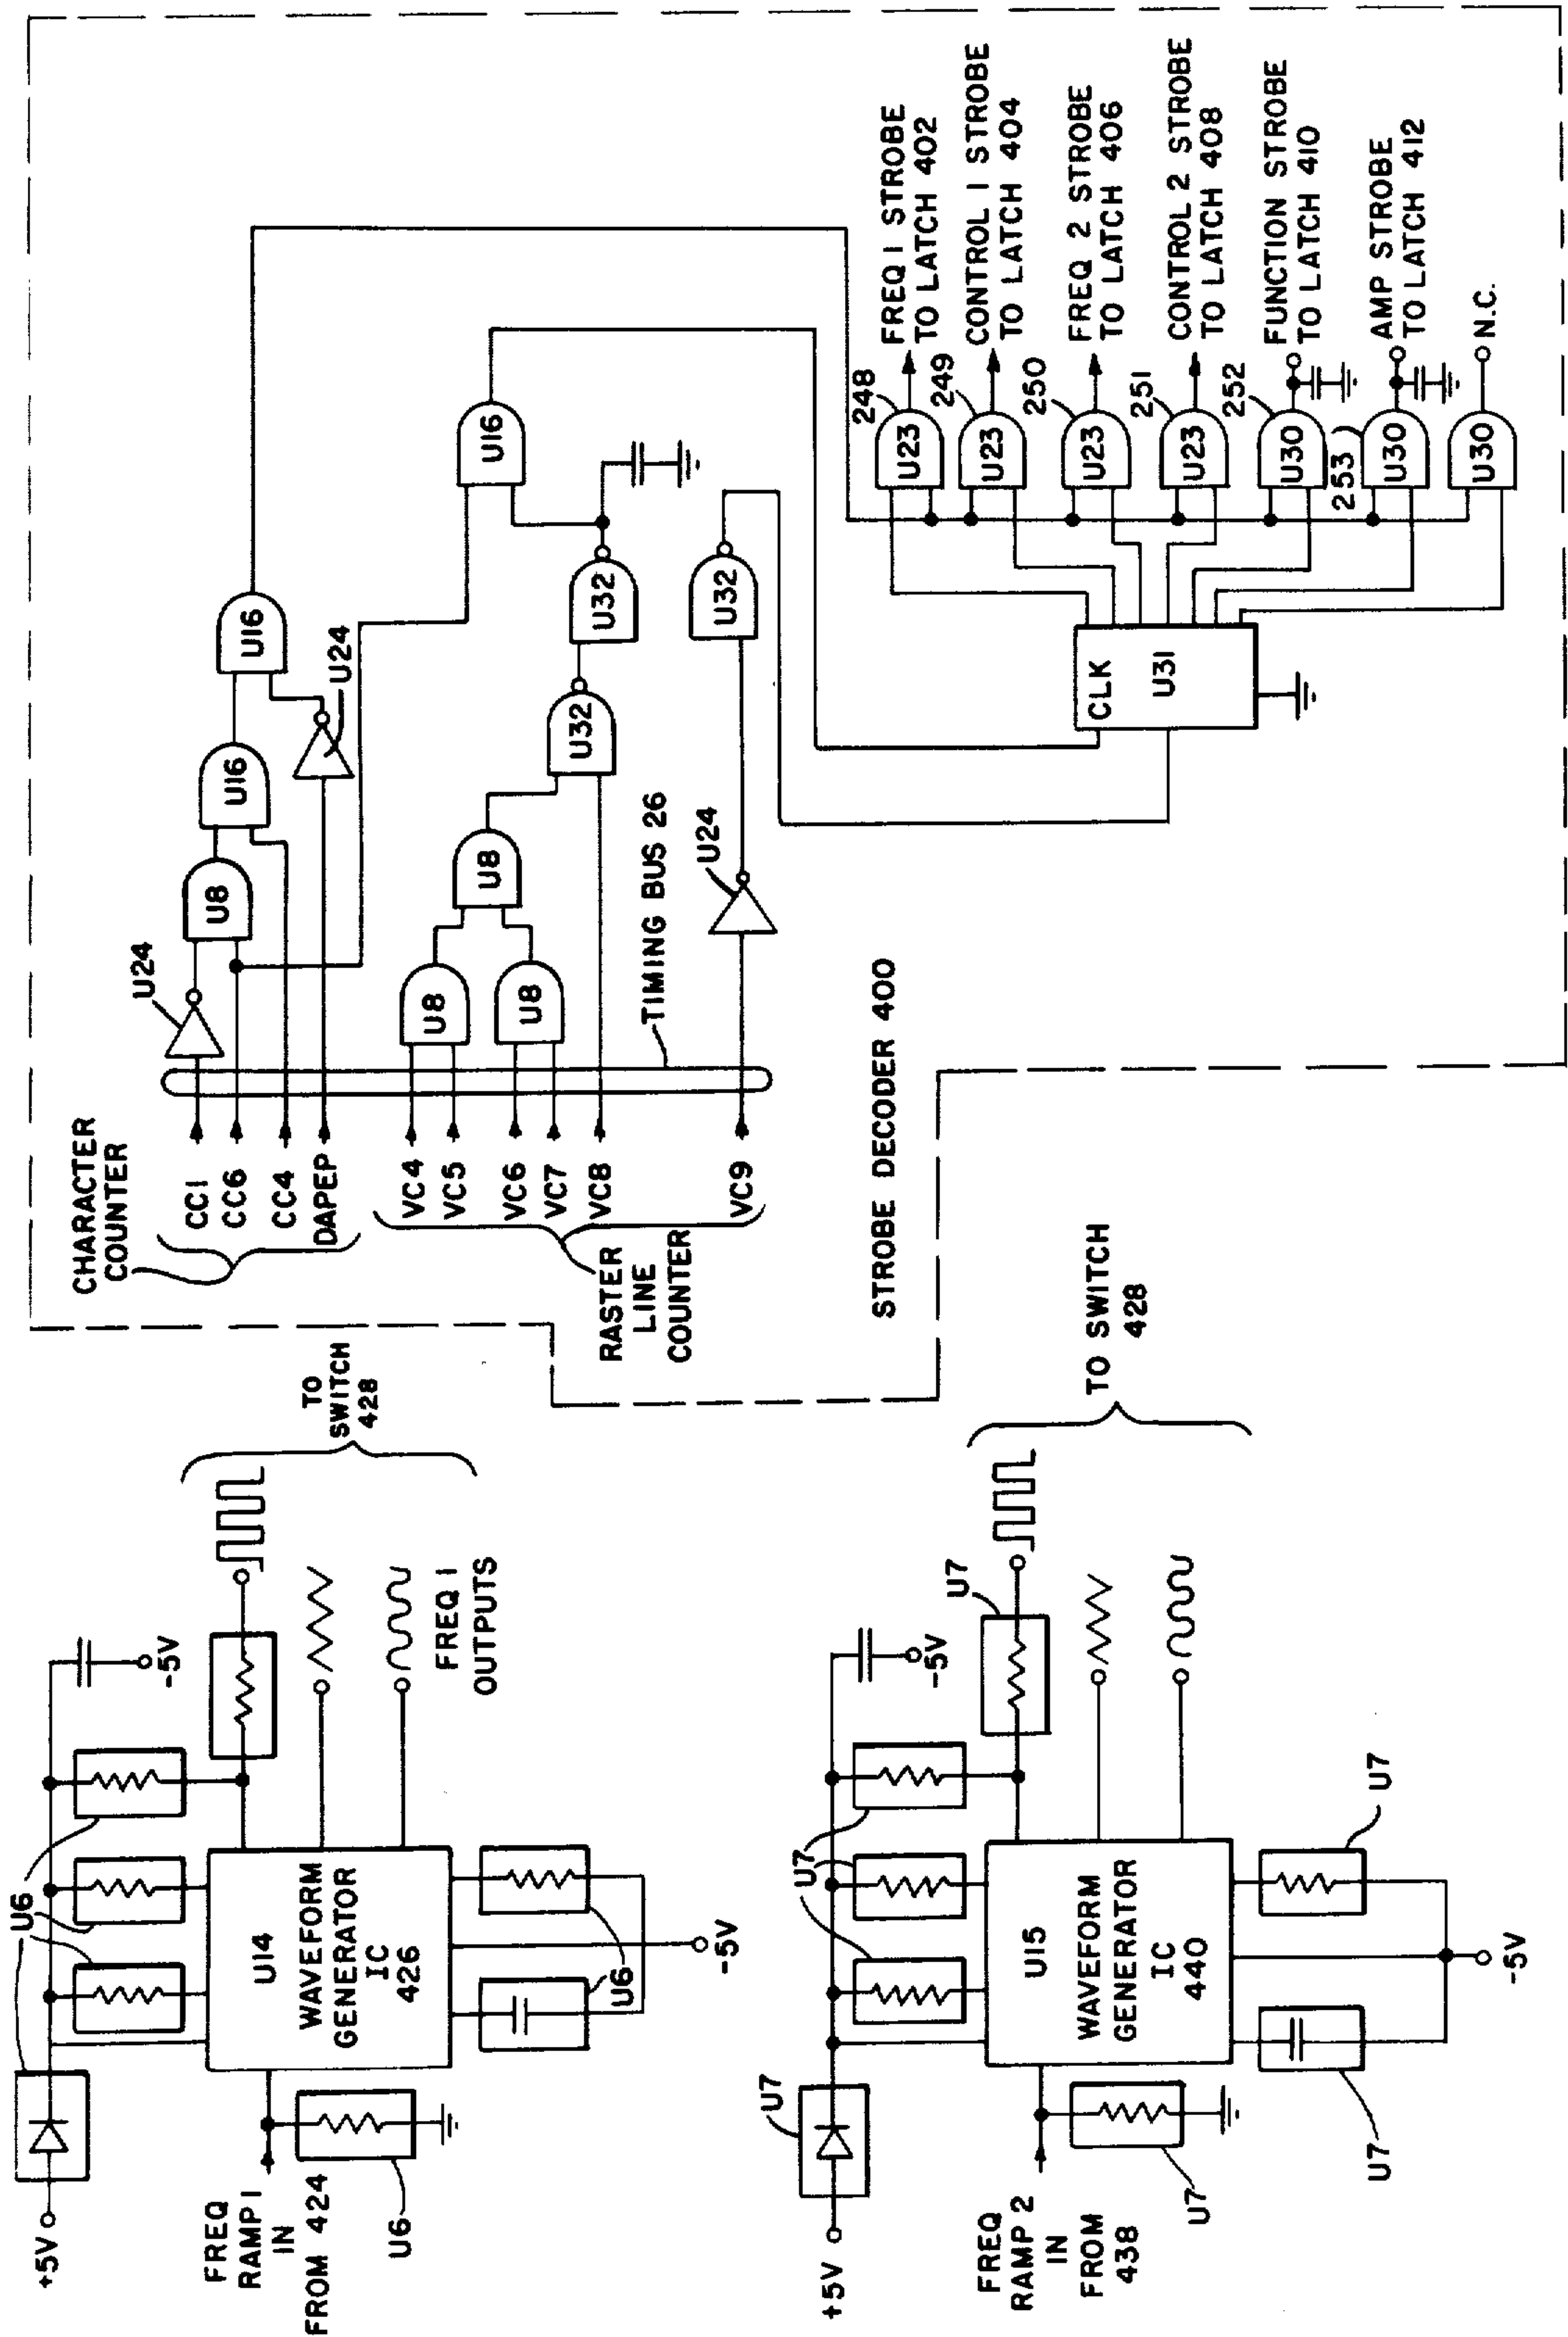 CHARACTER
COUNTER
CC1
CC6
CC4
DAPEP
VC4
VC5
VC6
VC7
VC8
VC9
RASTER
LINE
COUNTER
TIMING BUS 26
STROBE DECODER 400
U24
U8
U16
U16
U24
U8
U8
U8
U32
U32
U16
U24
U32
CLK
U31
U23
U23
U23
U23
U30
U30
U30
248
249
250
251
252
253
FREQ 1 STROBE
TO LATCH 402
CONTROL 1 STROBE
TO LATCH 404
FREQ 2 STROBE
TO LATCH 406
CONTROL 2 STROBE
TO LATCH 408
FUNCTION STROBE
TO LATCH 410
AMP STROBE
TO LATCH 412
N.C.
+5V
U6
-5V
FREQ
RAMP 1
IN
FROM 424
U6
U14
WAVEFORM
GENERATOR
IC
426
U6
-5V
TO
SWITCH
428
FREQ 1
OUTPUTS
+5V
U7
U7
-5V
U7
FREQ
RAMP 2
IN
FROM
438
U7
U15
WAVEFORM
GENERATOR
IC
440
U7
U7
-5V
TO SWITCH
428